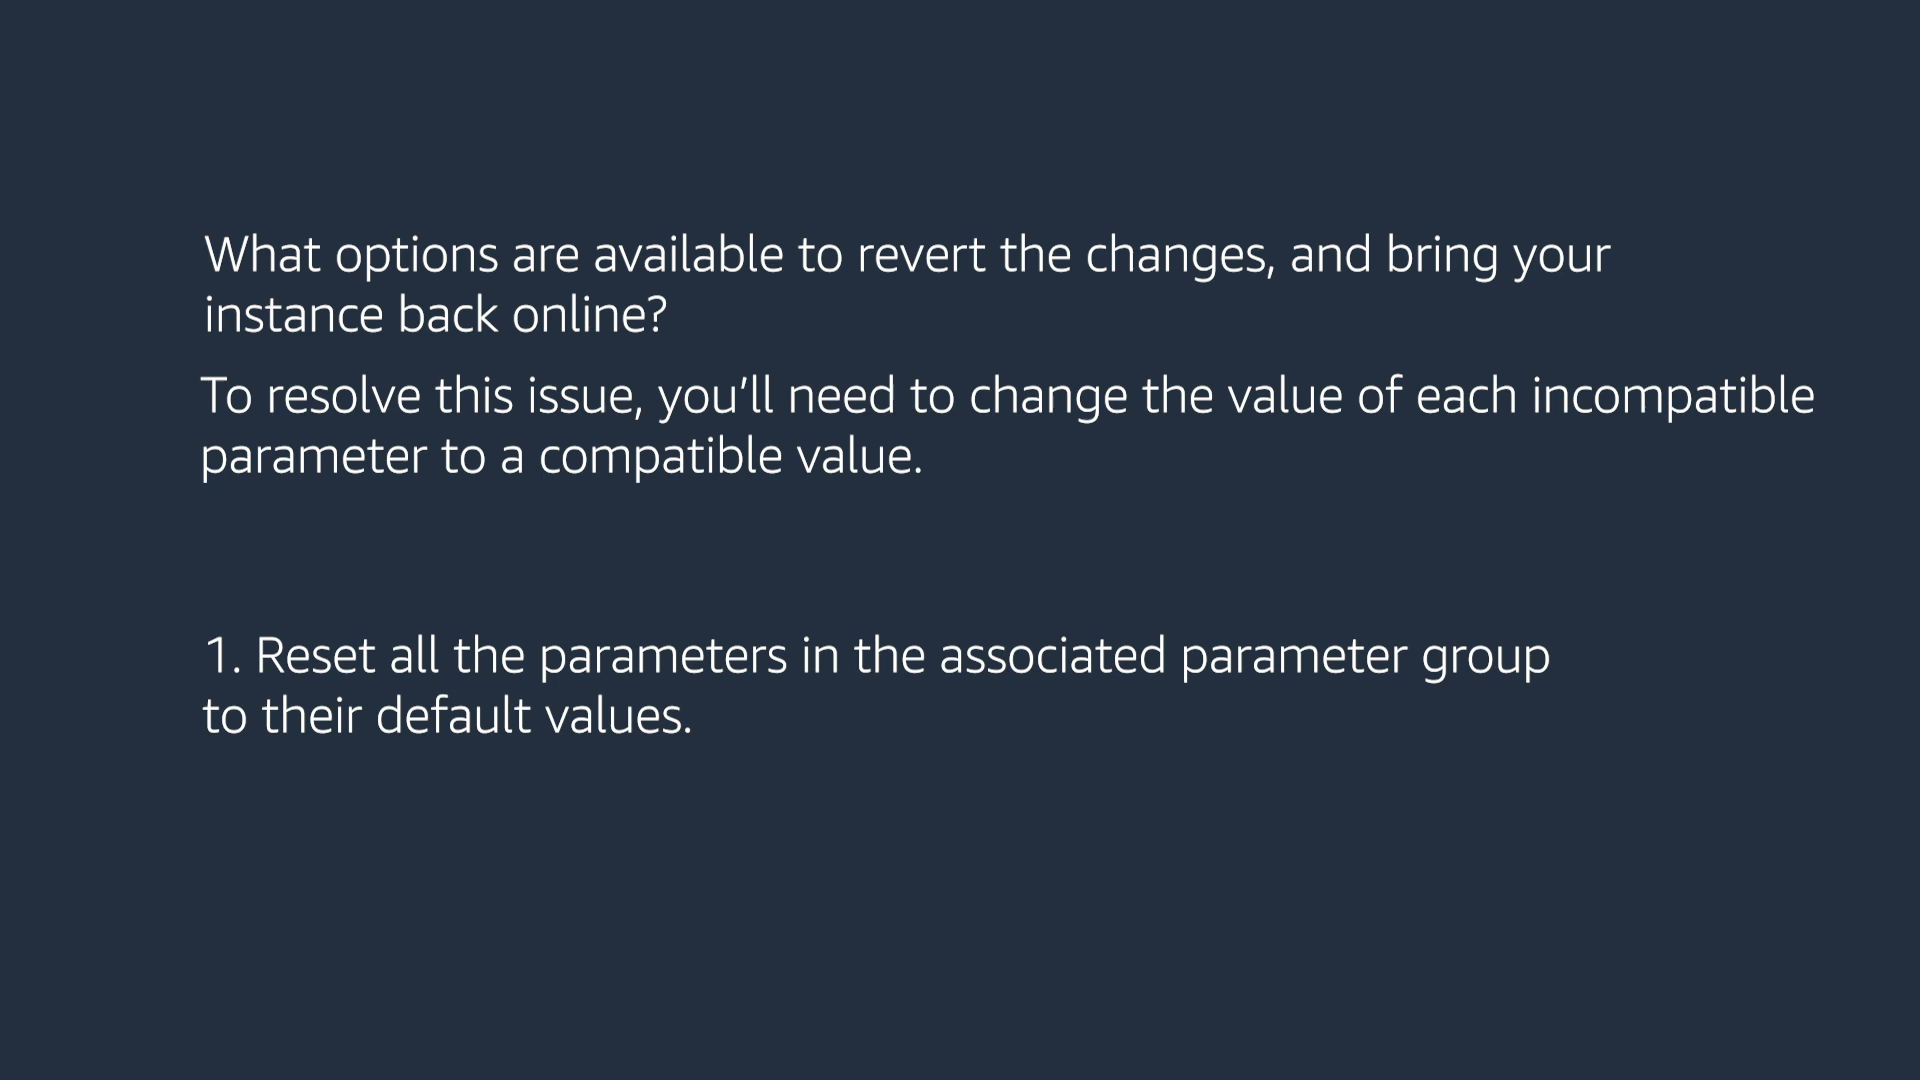 What options are available to revert the changes, and bring your
instance back online?
To resolve this issue, you’ll need to change the value of each incompatible
parameter to a compatible value.
1. Reset all the parameters in the associated parameter group
to their default values.